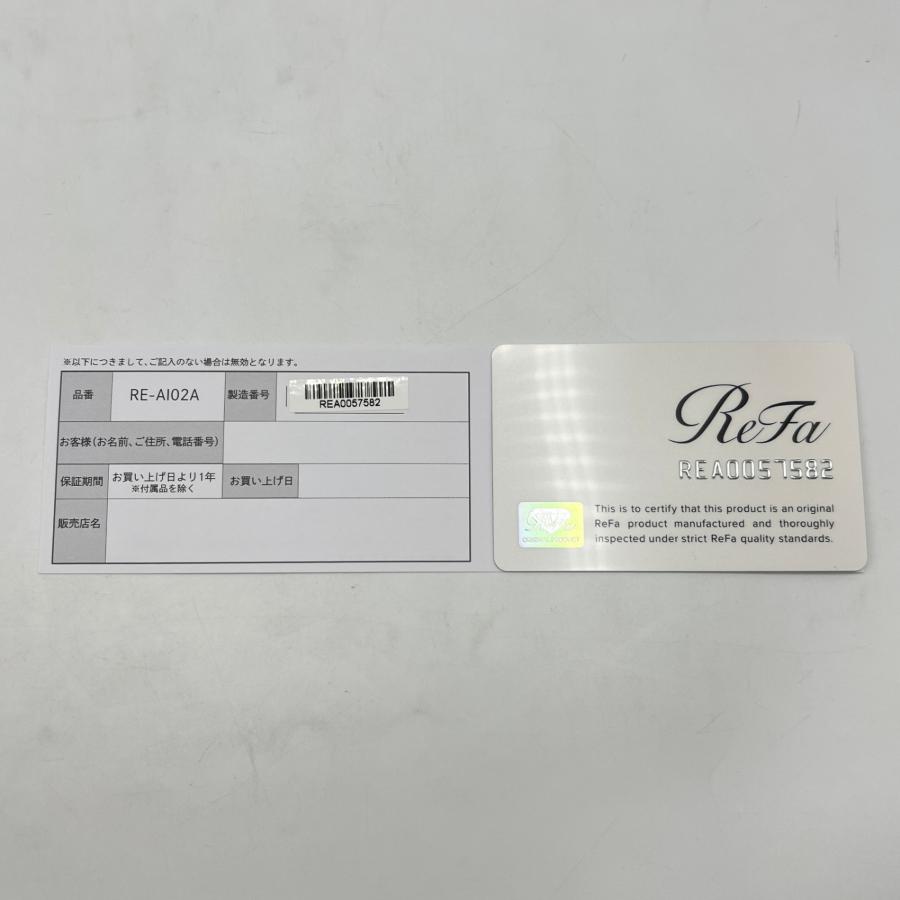 ※以下につきまして、ご記入のない場合は無効となります。
品番 RE-AI02A 製造番号 REA0057582
お客様(お名前、ご住所、電話番号)
保証期間 お買い上げ日より1年 お買い上げ日
※付属品を除く
販売店名
ReFa
REA0057582
This is to certify that this product is an original
ReFa product manufactured and thoroughly
inspected under strict ReFa quality standards.
ORIGINAL PRODUCT